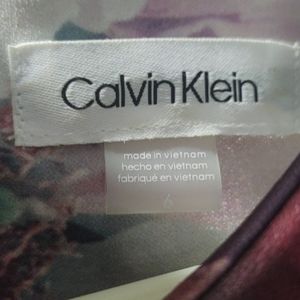 Calvin Klein
made in vietnam
hecho en vietnam
fabriqué en vietnam
6